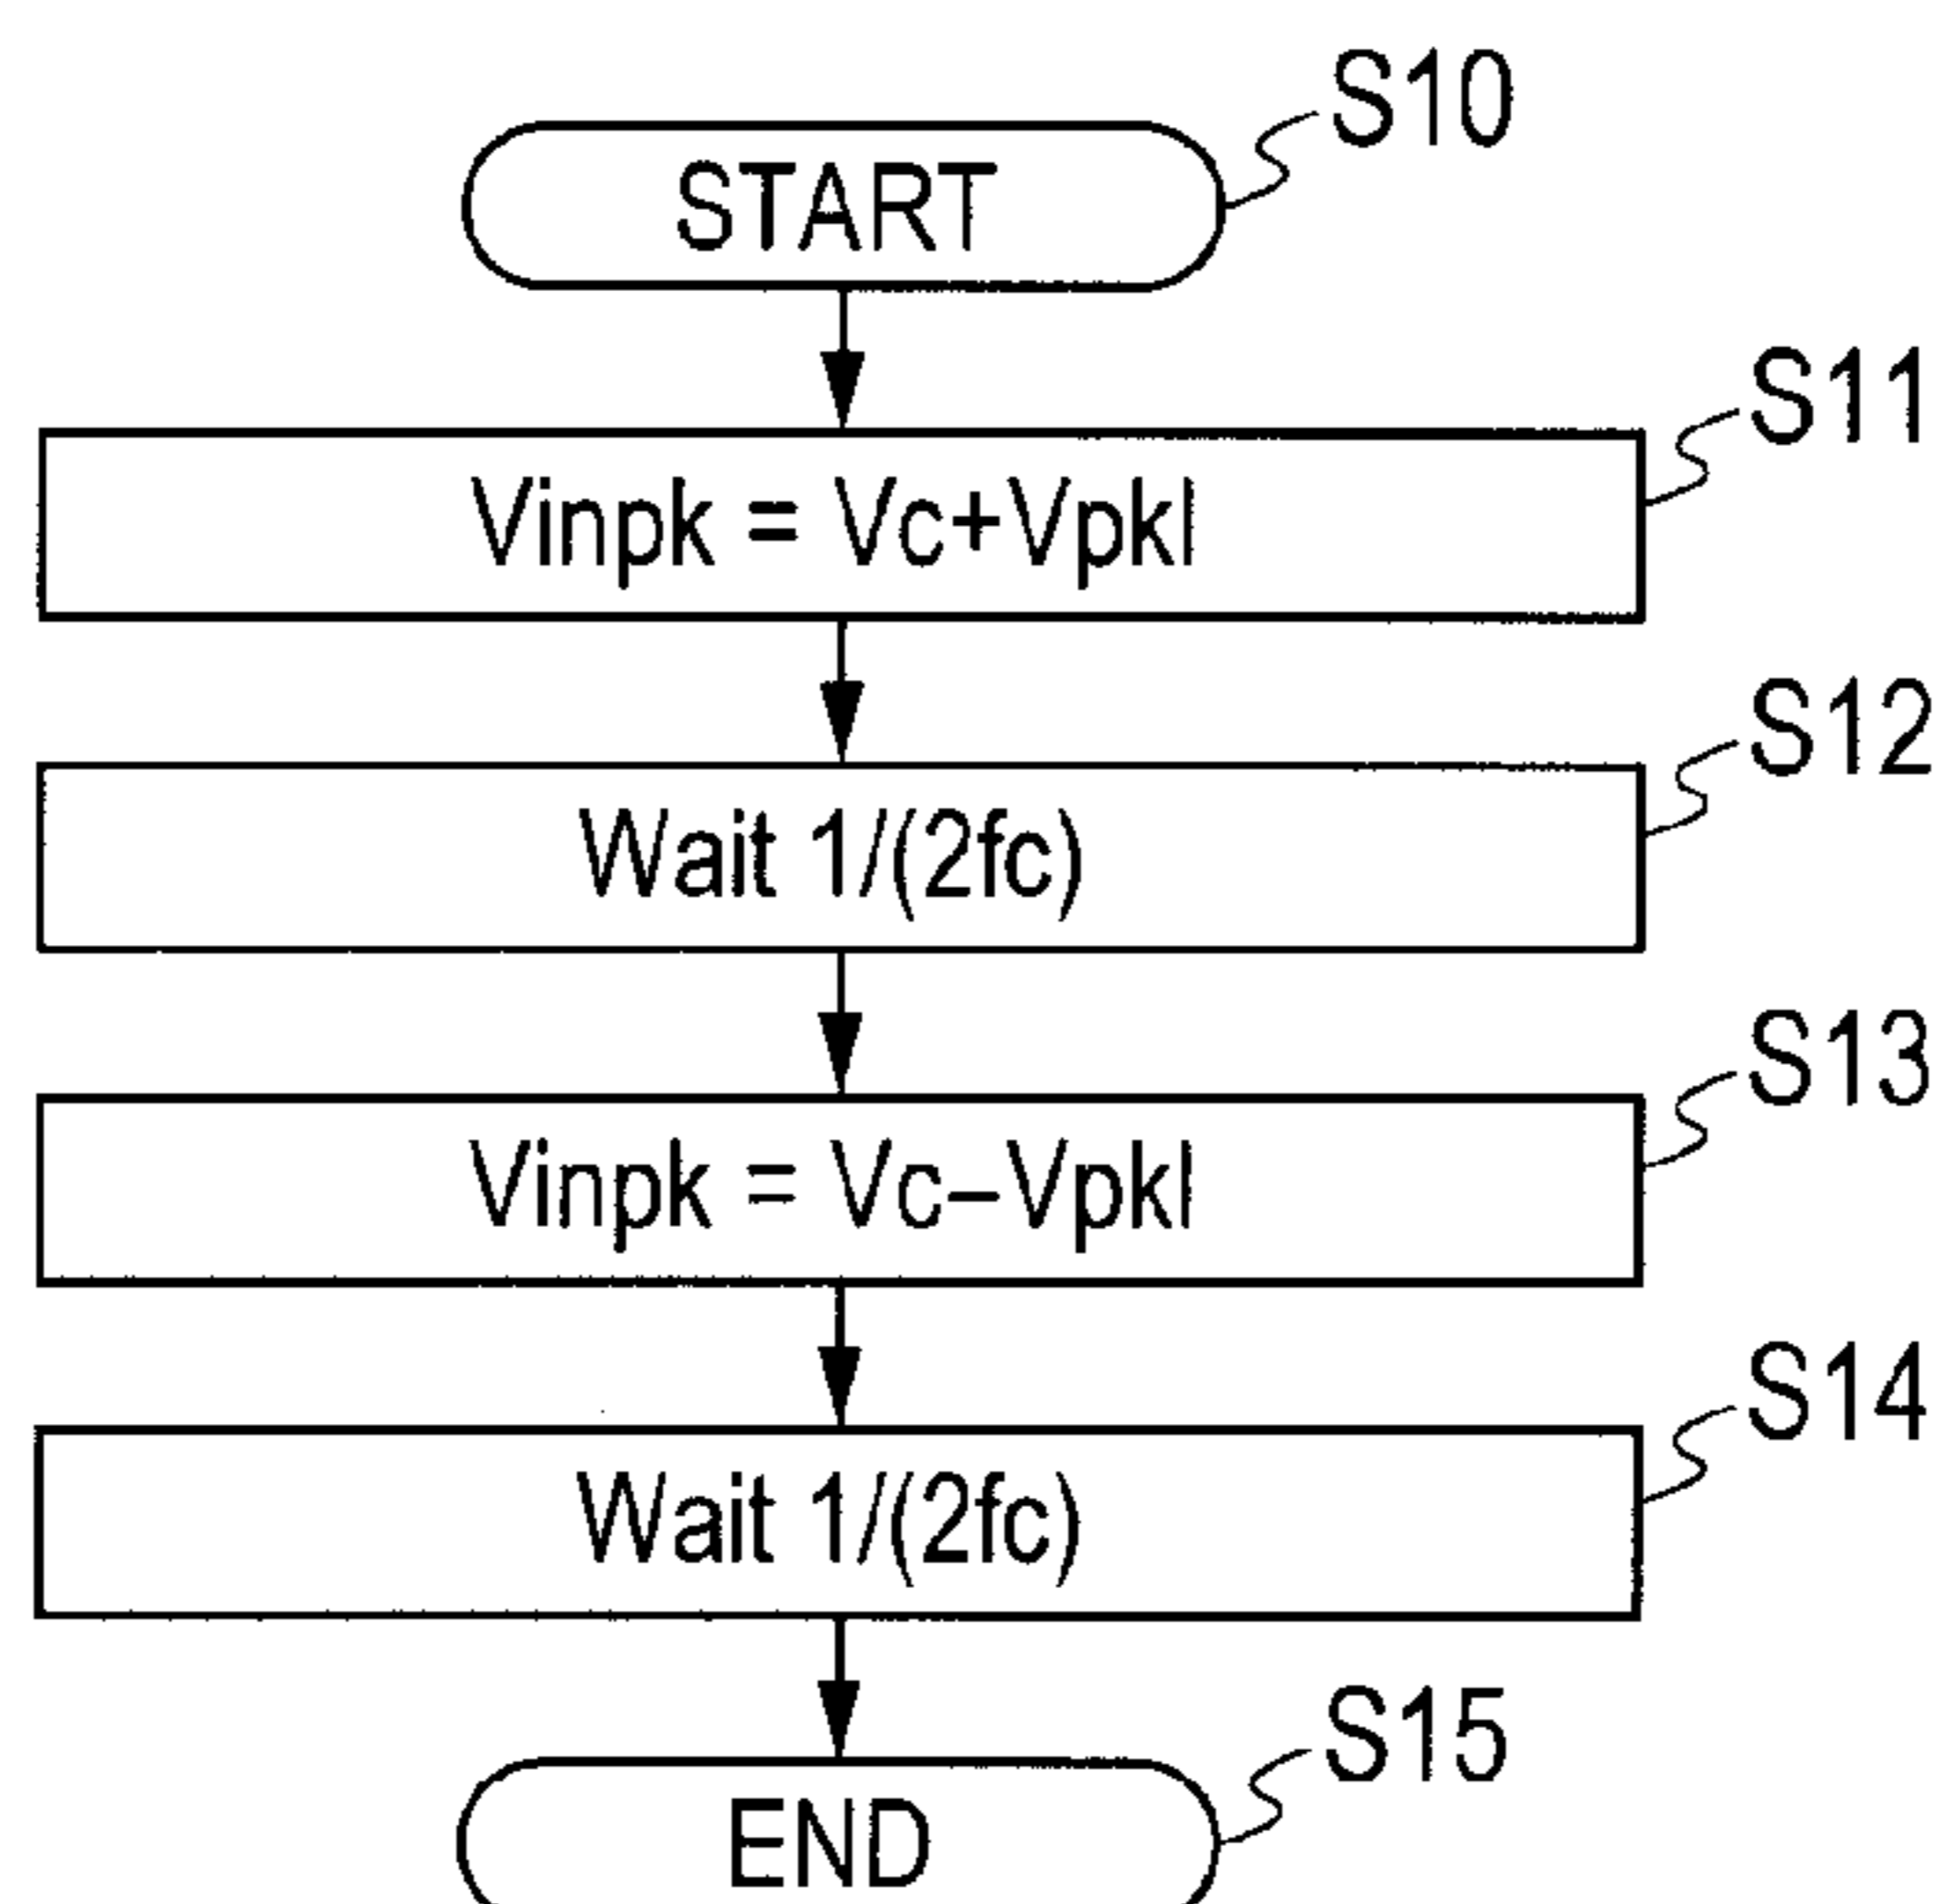 S10
START
S11
Vinpk = Vc+Vpkl
S12
Wait 1/(2fc)
S13
Vinpk = Vc–Vpkl
S14
Wait 1/(2fc)
S15
END